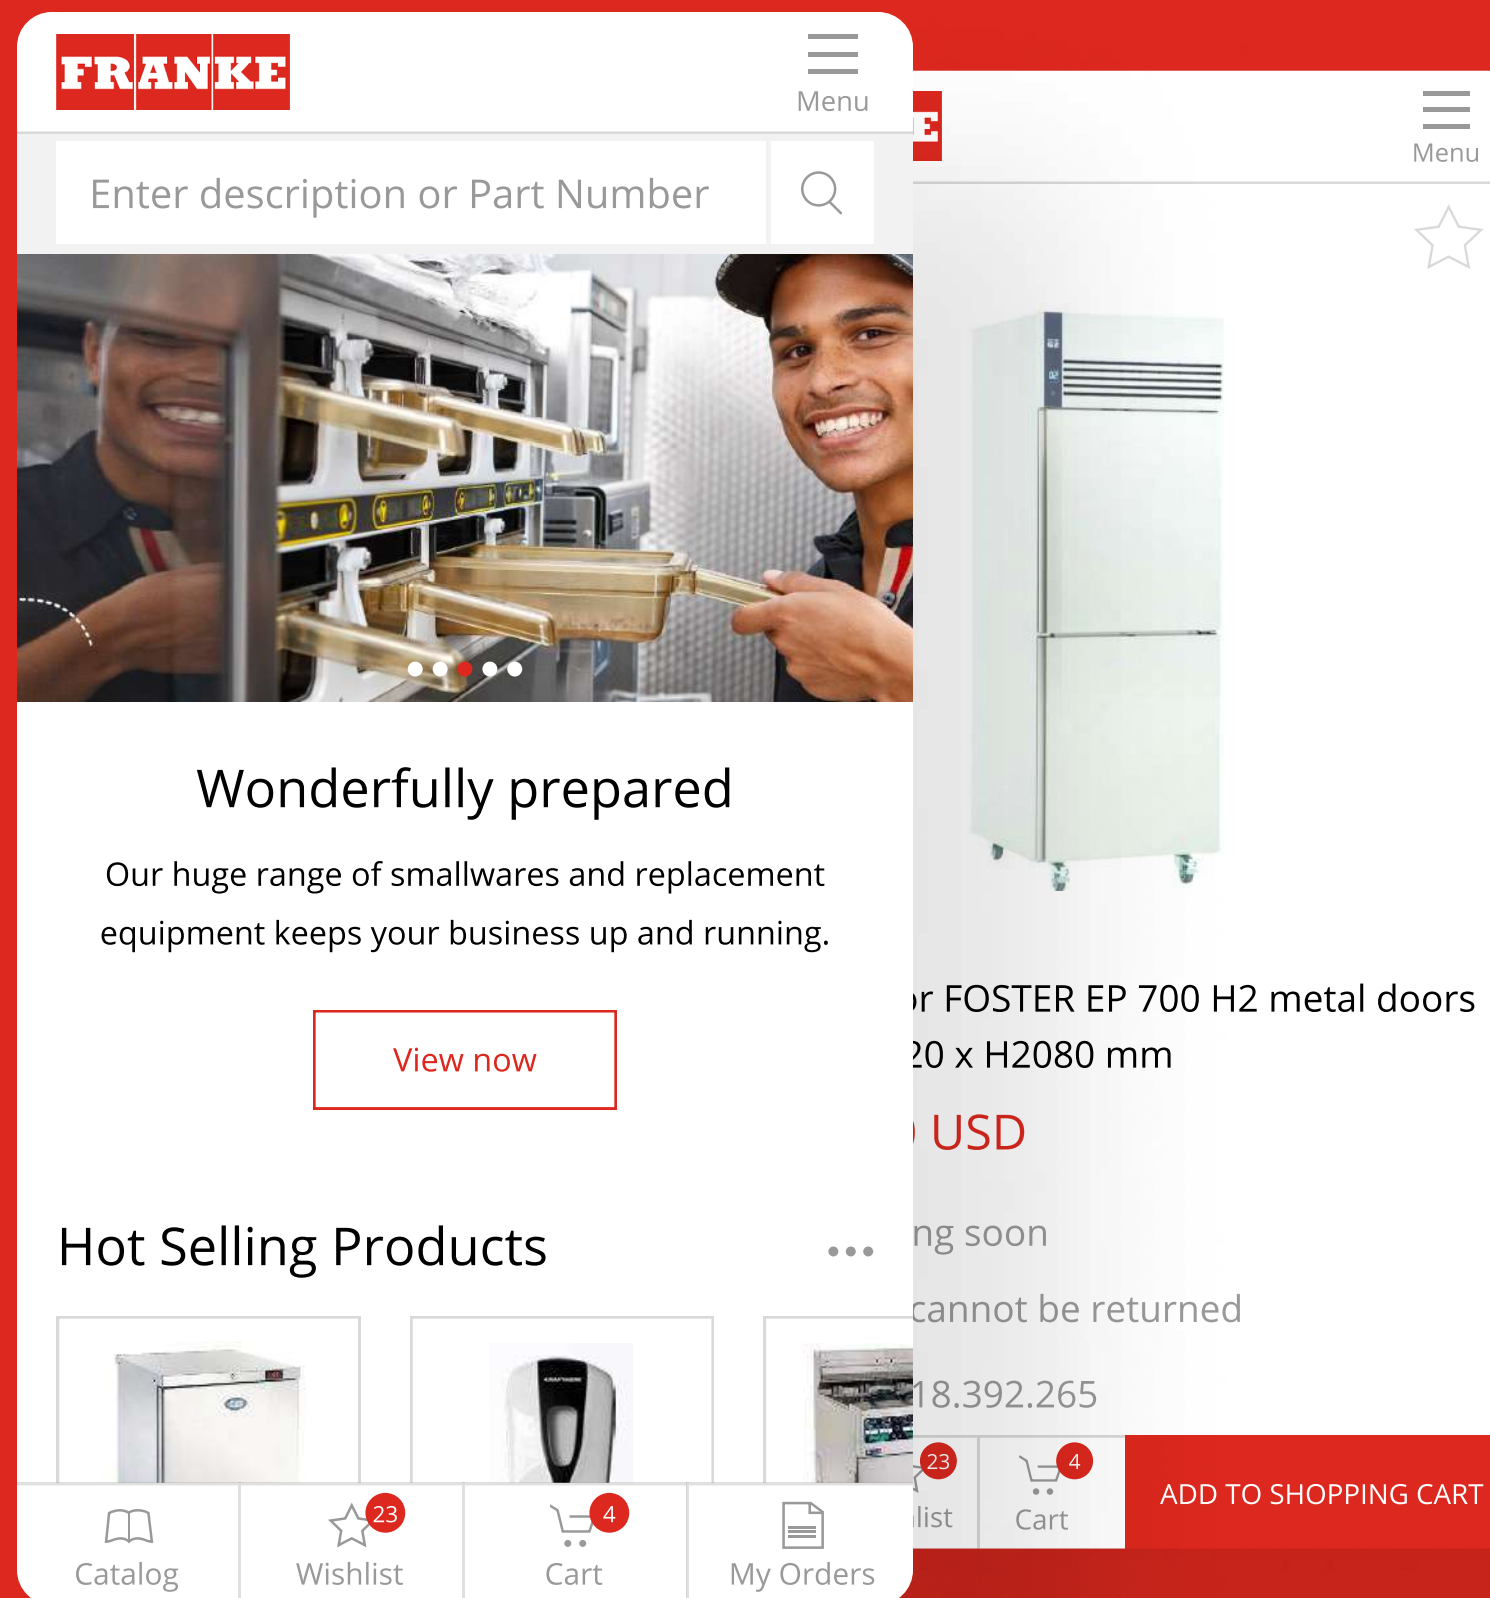 FRANKE
Menu
Enter description or Part Number
Wonderfully prepared
Our huge range of smallwares and replacement
equipment keeps your business up and running.
View now
Hot Selling Products
Catalog
23
Wishlist
4
Cart
My Orders
E
Menu
FOSTER EP 700 H2 metal doors
20 x H2080 mm
USD
soon
cannot be returned
18.392.265
23
list
4
Cart
ADD TO SHOPPING CART